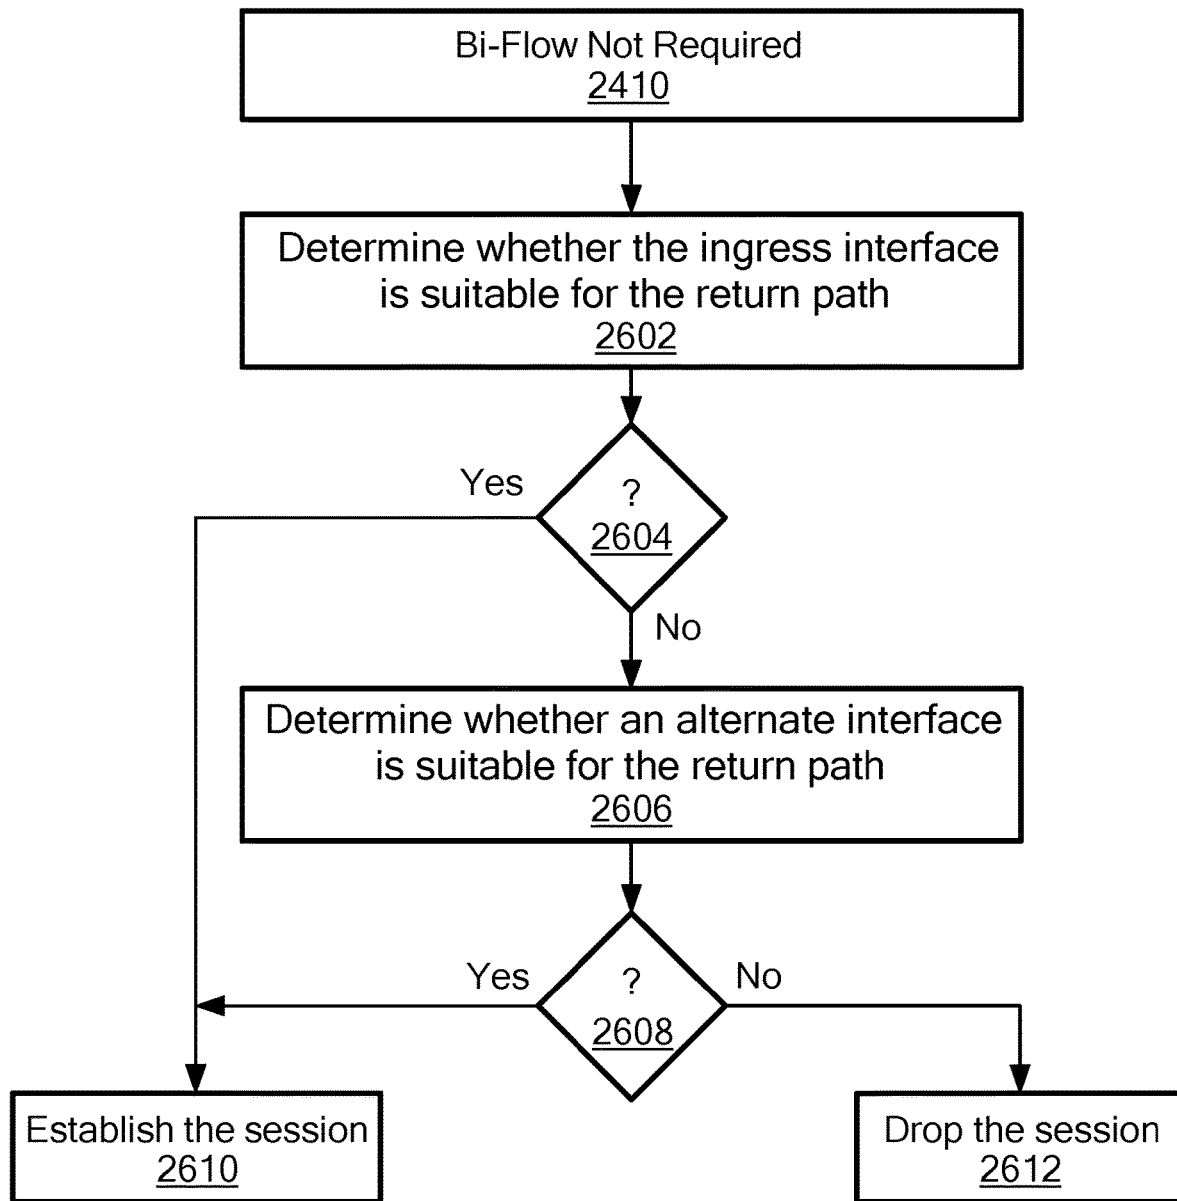 Bi-Flow Not Required
2410
Determine whether the ingress interface
is suitable for the return path
2602
Yes
?
2604
No
Determine whether an alternate interface
is suitable for the return path
2606
Yes
?
No
2608
Establish the session
2610
Drop the session
2612